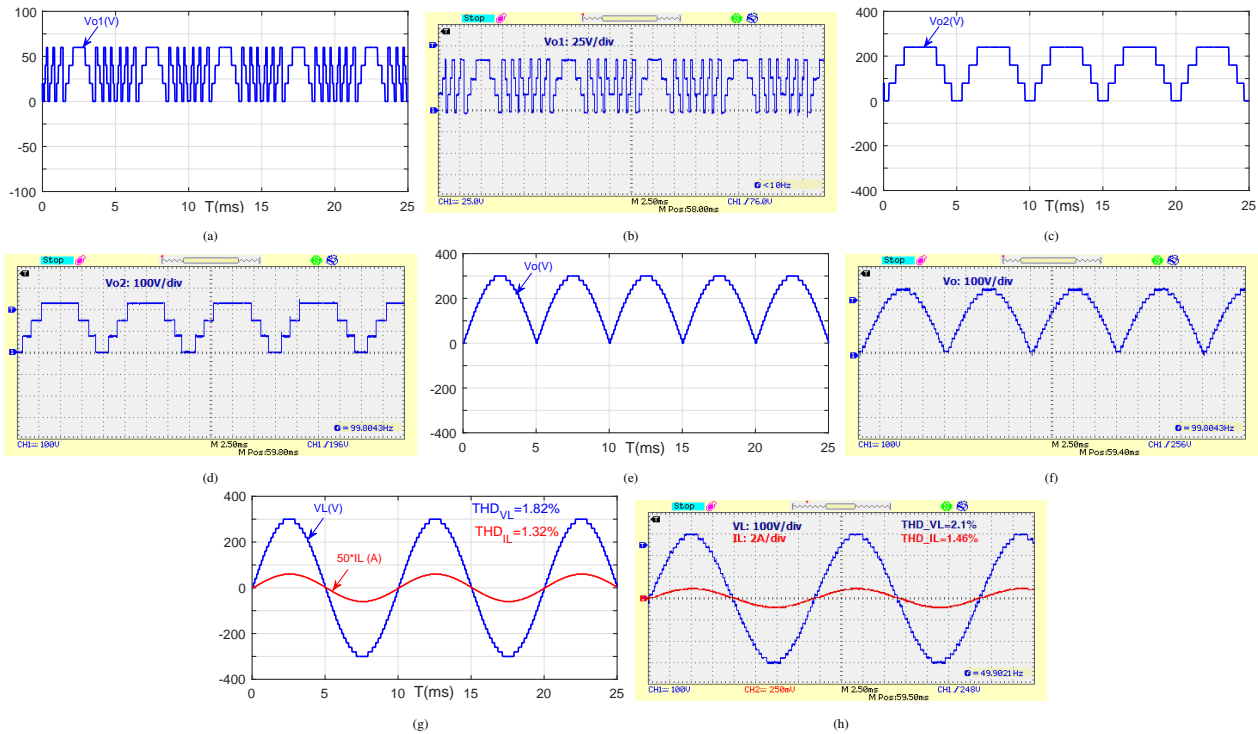 100
50
0
-50
-100
Vo1(V)
0
5
10
15
20
25
T(ms)
(a)
Stop
Vo1: 25V/div
<10Hz
CH1 25.0V
M 2.50ms
CH1 76.0V
M Pos:58.00ms
(b)
400
200
0
-200
-400
Vo2(V)
0
5
10
15
20
25
T(ms)
(c)
Stop
Vo2: 100V/div
= 99.8043Hz
CH1 100V
M 2.50ms
CH1 196V
M Pos:59.80ms
(d)
400
200
0
-200
-400
Vo(V)
0
5
10
15
20
25
T(ms)
(e)
Stop
Vo: 100V/div
= 99.8043Hz
CH1 100V
M 2.50ms
CH1 256V
M Pos:59.40ms
(f)
400
200
0
-200
-400
VL(V)
50*IL (A)
THD_VL=1.82%
THD_IL=1.32%
0
5
10
15
20
25
T(ms)
(g)
Stop
VL: 100V/div
IL: 2A/div
THD_VL=2.1%
THD_IL=1.46%
= 49.9021Hz
CH1 100V
CH2 250mV
M 2.50ms
CH1 248V
M Pos:59.50ms
(h)